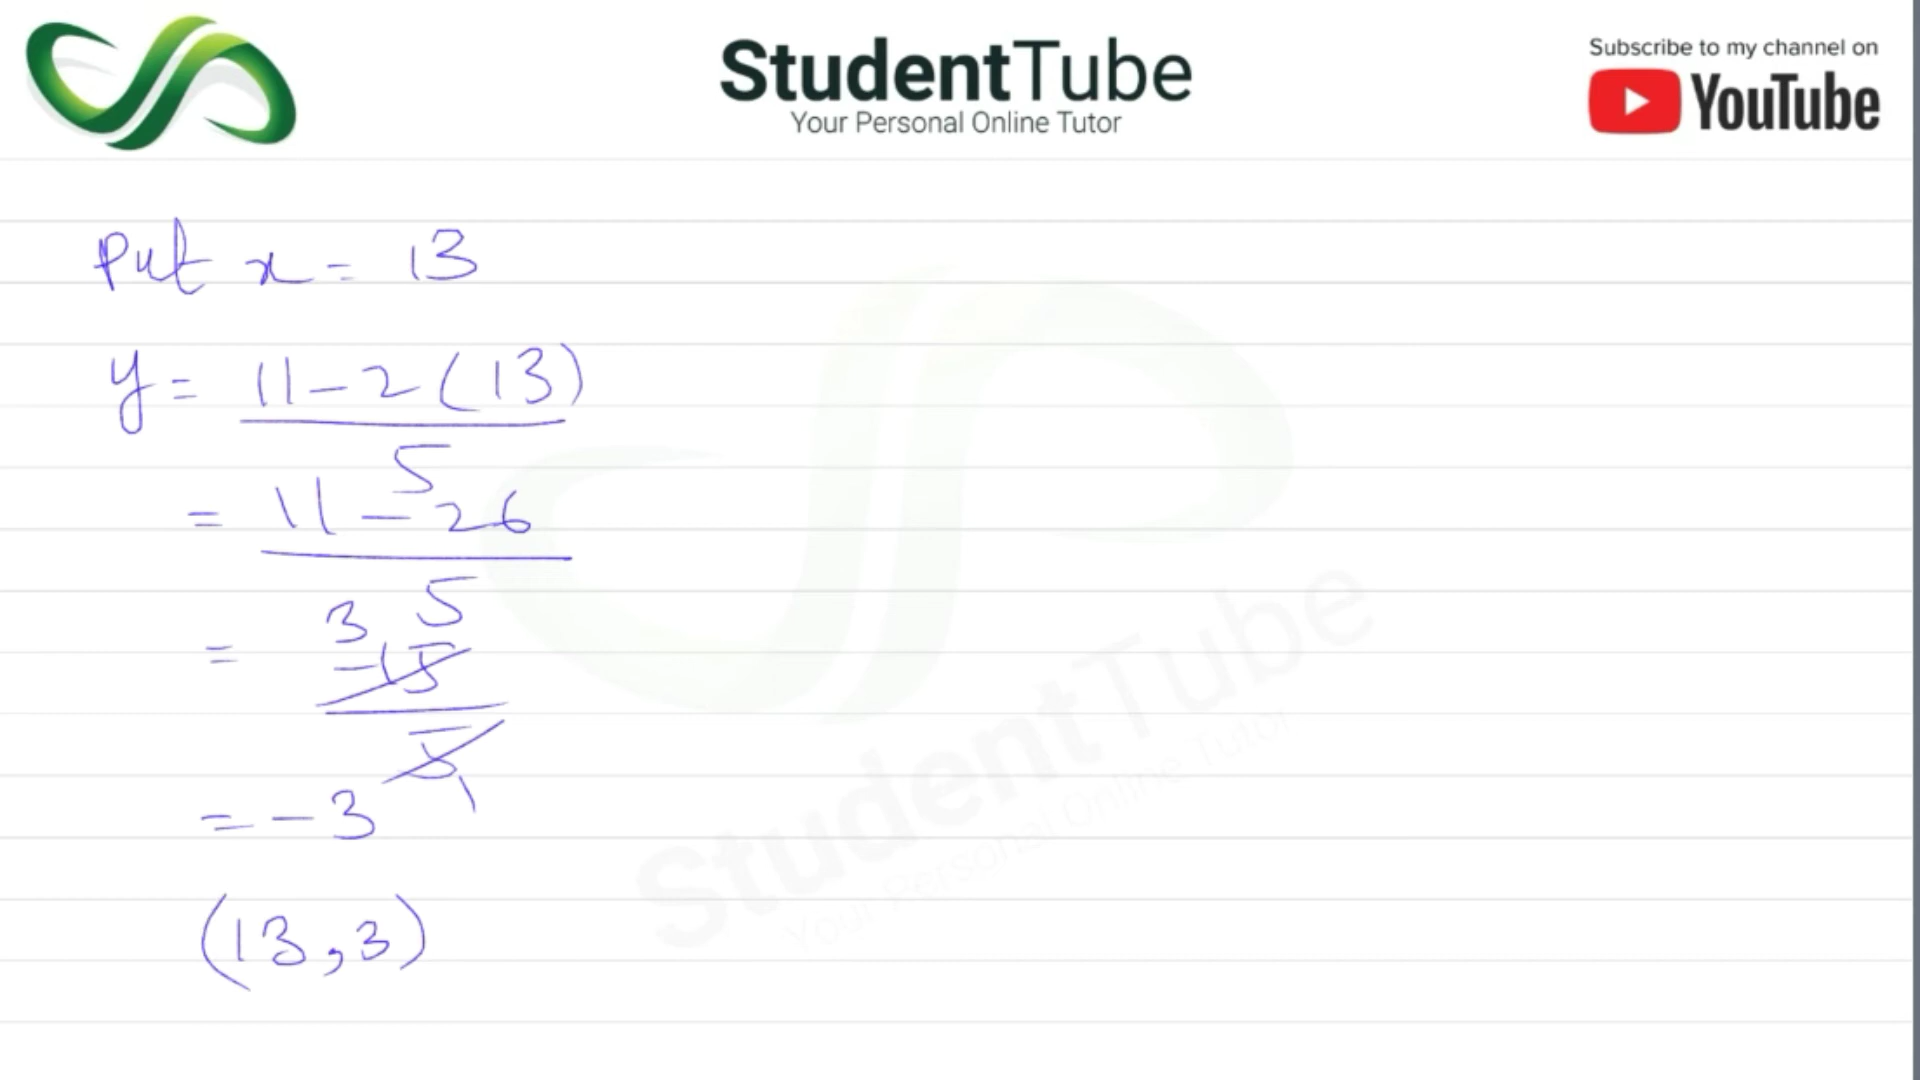 StudentTube
Your Personal Online Tutor
Subscribe to my channel on
YouTube
Put x = 13
y = 11 - 2 (13)
5
= 11 - 26
5
3
= -15
5
1
= -3
(13, 3)
StudentTube
Your Personal Online Tutor